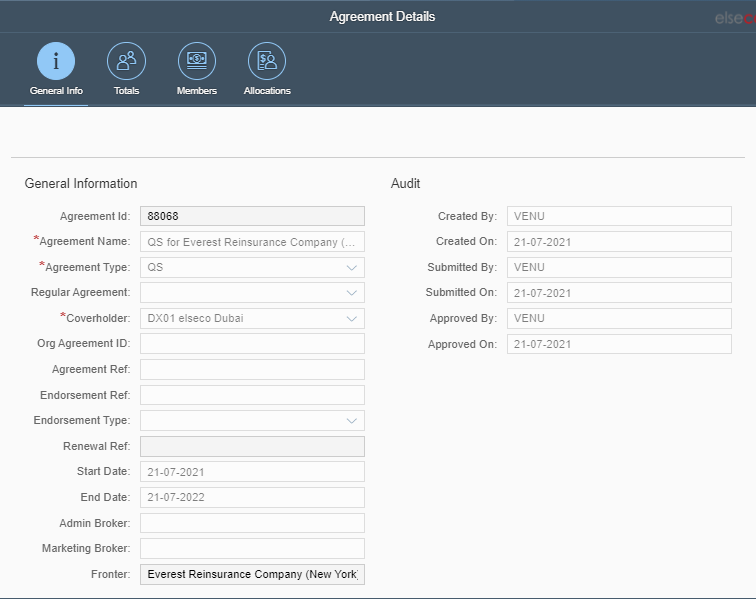 Agreement Details
else
General Info
Totals
Members
Allocations
General Information
Agreement Id: 88068
*Agreement Name: QS for Everest Reinsurance Company (...
*Agreement Type: QS
Regular Agreement:
*Coverholder: DX01 elseco Dubai
Org Agreement ID:
Agreement Ref:
Endorsement Ref:
Endorsement Type:
Renewal Ref:
Start Date: 21-07-2021
End Date: 21-07-2022
Admin Broker:
Marketing Broker:
Fronter: Everest Reinsurance Company (New York
Audit
Created By: VENU
Created On: 21-07-2021
Submitted By: VENU
Submitted On: 21-07-2021
Approved By: VENU
Approved On: 21-07-2021